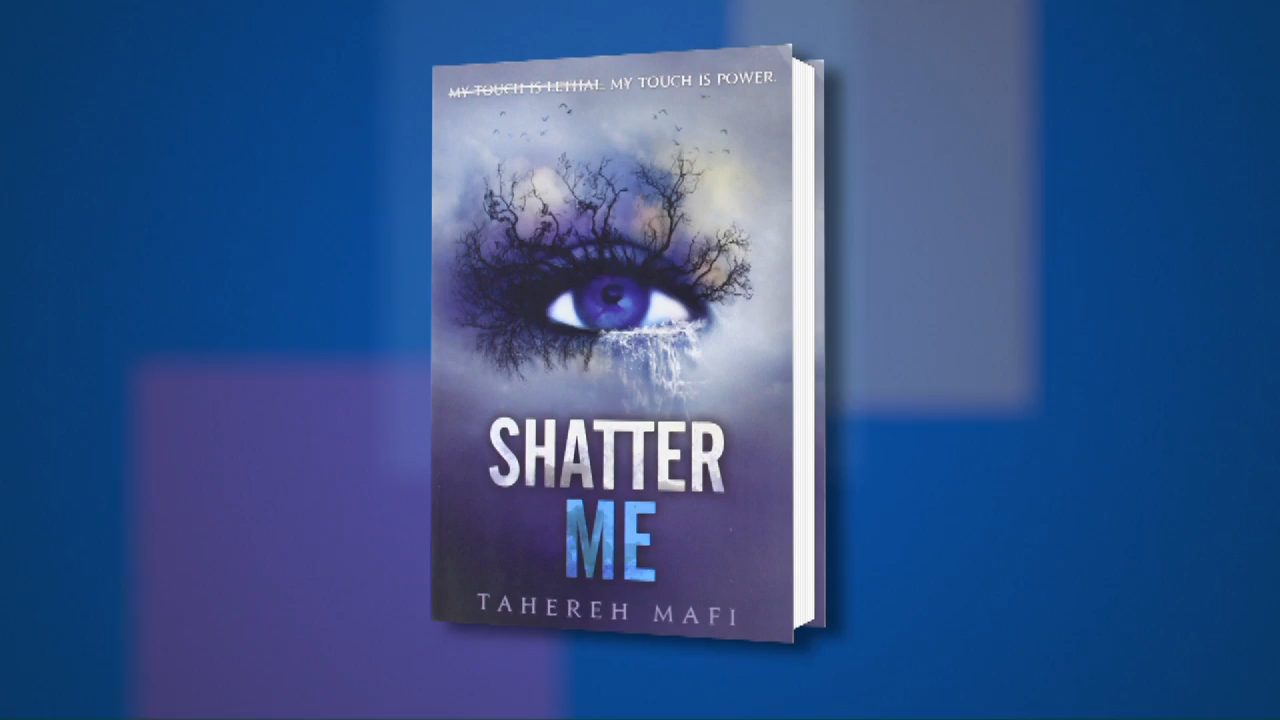 MY TOUCH IS LETHAL. MY TOUCH IS POWER.
SHATTER
ME
TAHEREH MAFI